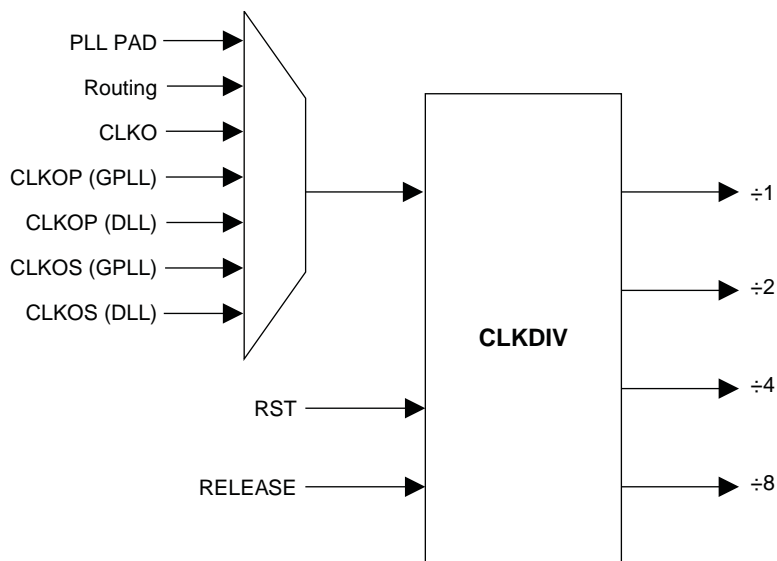 PLL PAD
Routing
CLKO
CLKOP (GPLL)
CLKOP (DLL)
CLKOS (GPLL)
CLKOS (DLL)
RST
RELEASE
CLKDIV
÷1
÷2
÷4
÷8